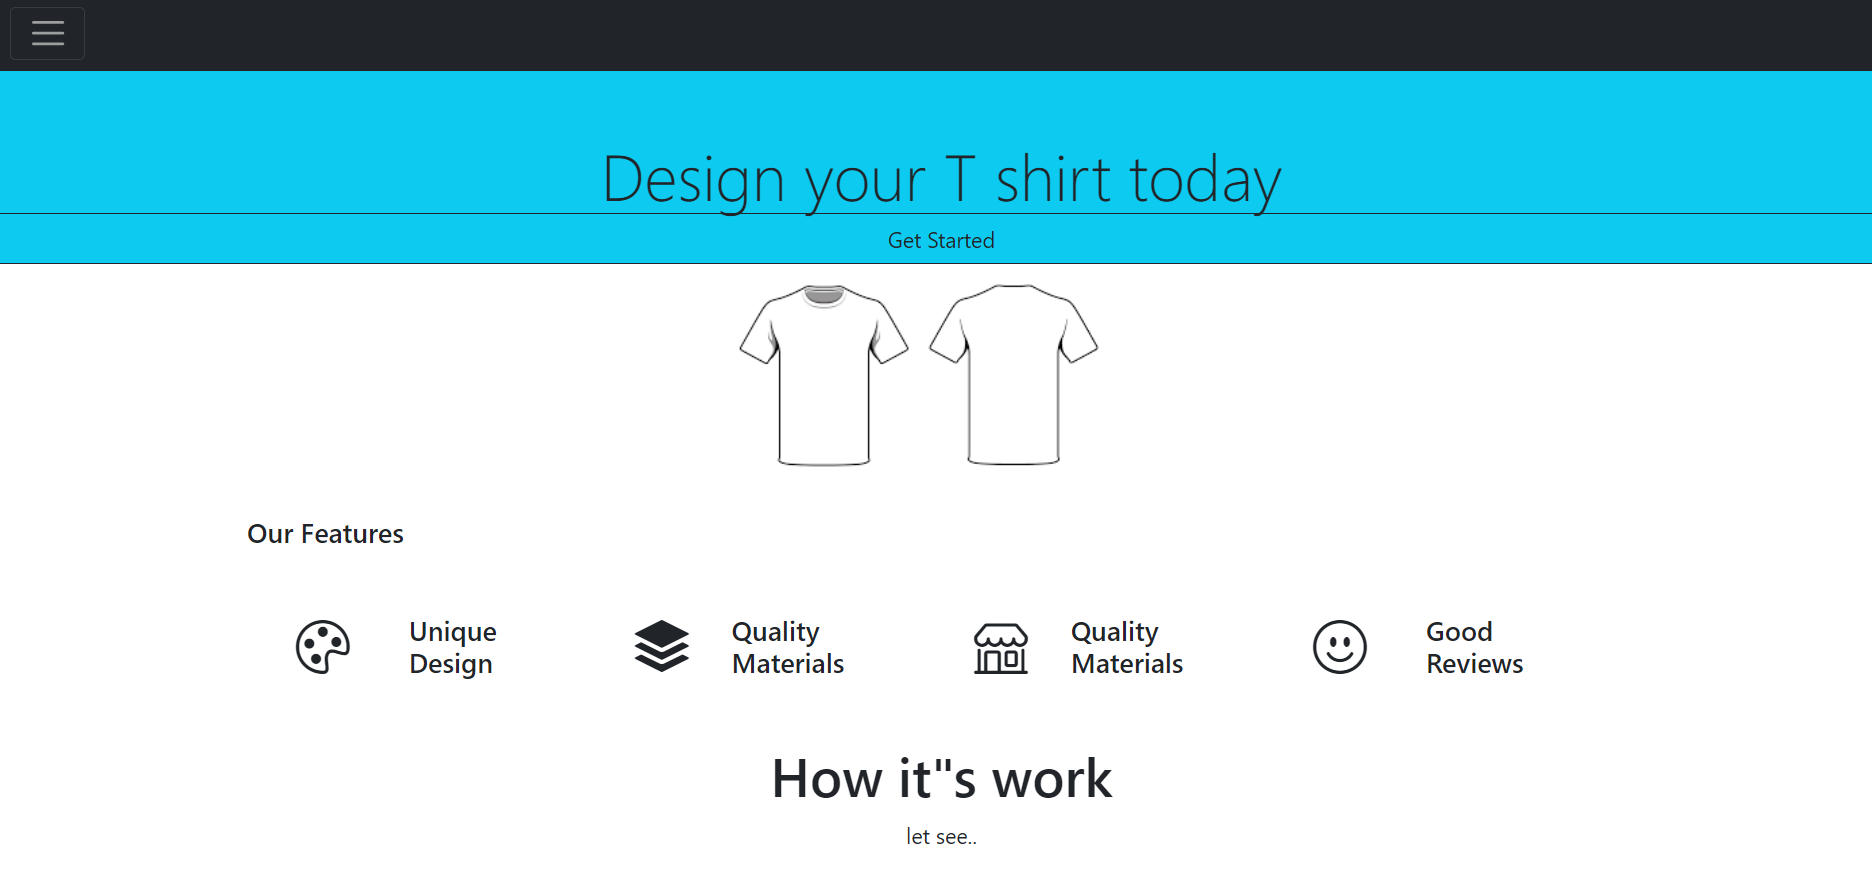 Design your T shirt today
Get Started
Our Features
Unique
Design
Quality
Materials
Quality
Materials
Good
Reviews
How it"s work
let see..